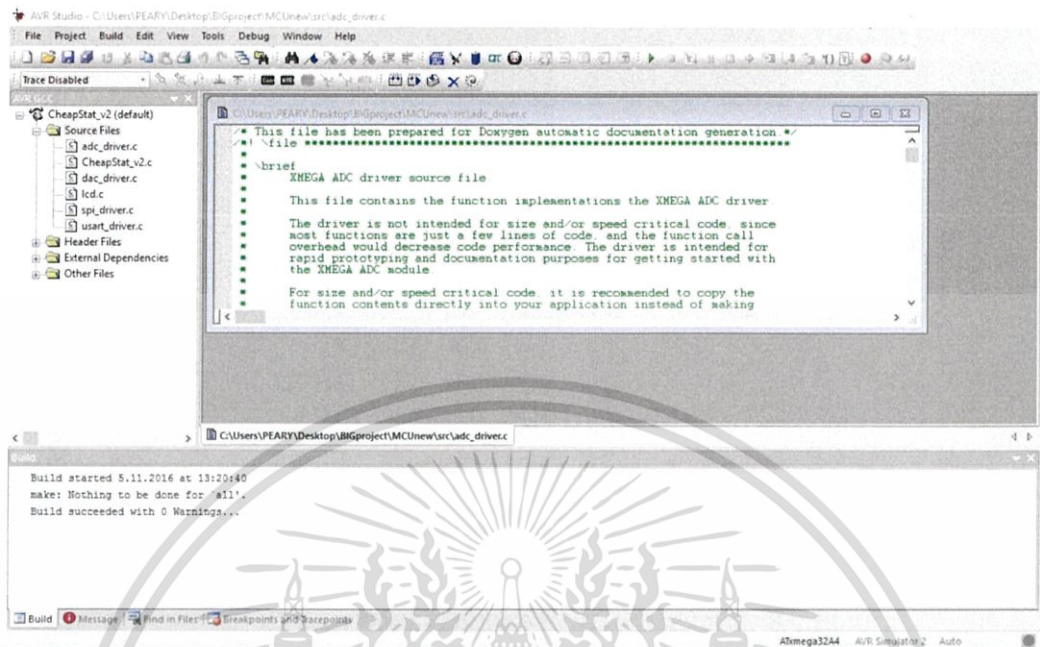 AVR Studio - C:\Users\PEARY\Desktop\BIGproject\MCUnew\src\adc_driver.c
File Project Build Edit View Tools Debug Window Help
Trace Disabled
AVR GCC
CheapStat_v2 (default)
Source Files
adc_driver.c
CheapStat_v2.c
dac_driver.c
lcd.c
spi_driver.c
usart_driver.c
Header Files
External Dependencies
Other Files
C:\Users\PEARY\Desktop\BIGproject\MCUnew\src\adc_driver.c
/* This file has been prepared for Doxygen automatic documentation generation.*/
/*! \file *********************************************************************
*
* \brief
* XMEGA ADC driver source file
*
* This file contains the function implementations the XMEGA ADC driver.
*
* The driver is not intended for size and/or speed critical code, since
* most functions are just a few lines of code, and the function call
* overhead would decrease code performance. The driver is intended for
* rapid prototyping and documentation purposes for getting started with
* the XMEGA ADC module.
*
* For size and/or speed critical code, it is recommended to copy the
* function contents directly into your application instead of making
C:\Users\PEARY\Desktop\BIGproject\MCUnew\src\adc_driver.c
Build
Build started 5.11.2016 at 13:20:40
make: Nothing to be done for 'all'.
Build succeeded with 0 Warnings...
Build Message Find in Files Breakpoints and Tracepoints
ATxmega32A4 AVR Simulator 2 Auto